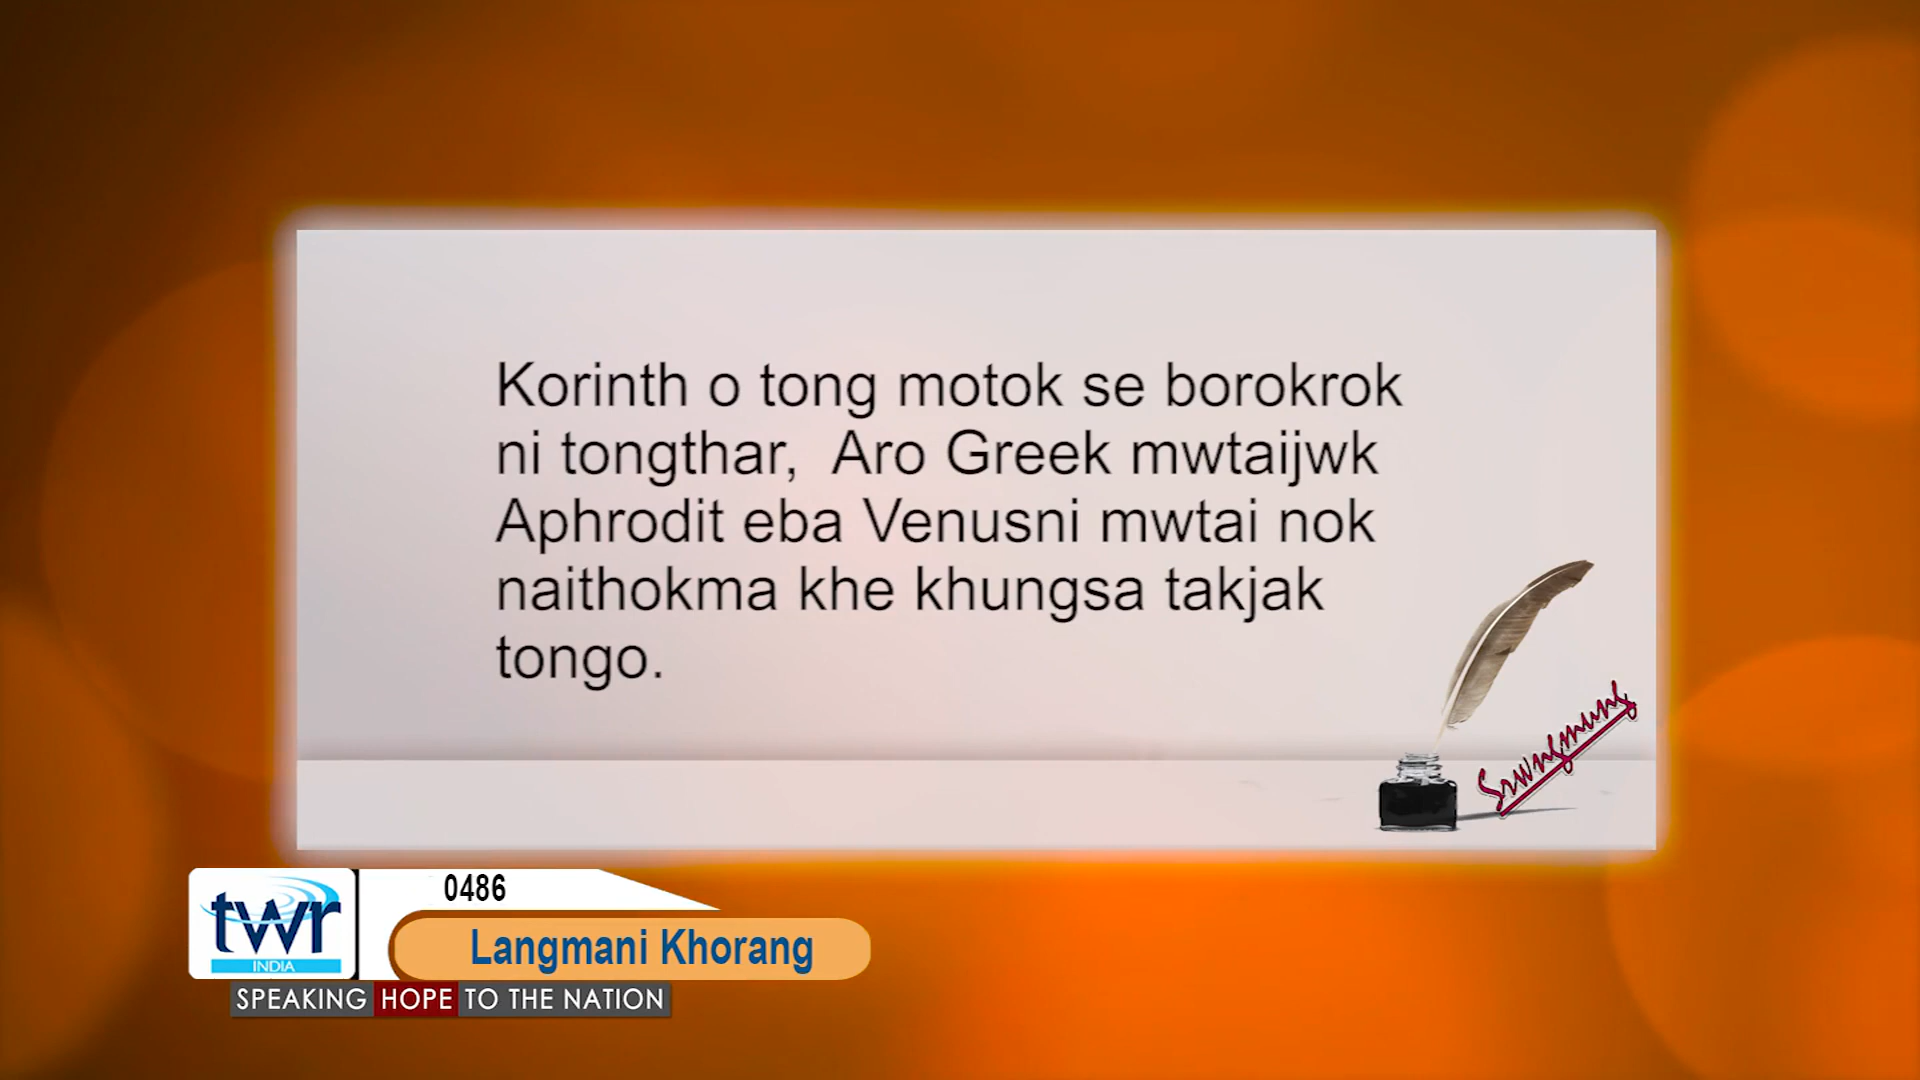 Korinth o tong motok se borokrok
ni tongthar, Aro Greek mwtaijwk
Aphrodit eba Venusni mwtai nok
naithokma khe khungsa takjak
tongo.
Srwngmung
twr
INDIA
0486
Langmani Khorang
SPEAKING HOPE TO THE NATION